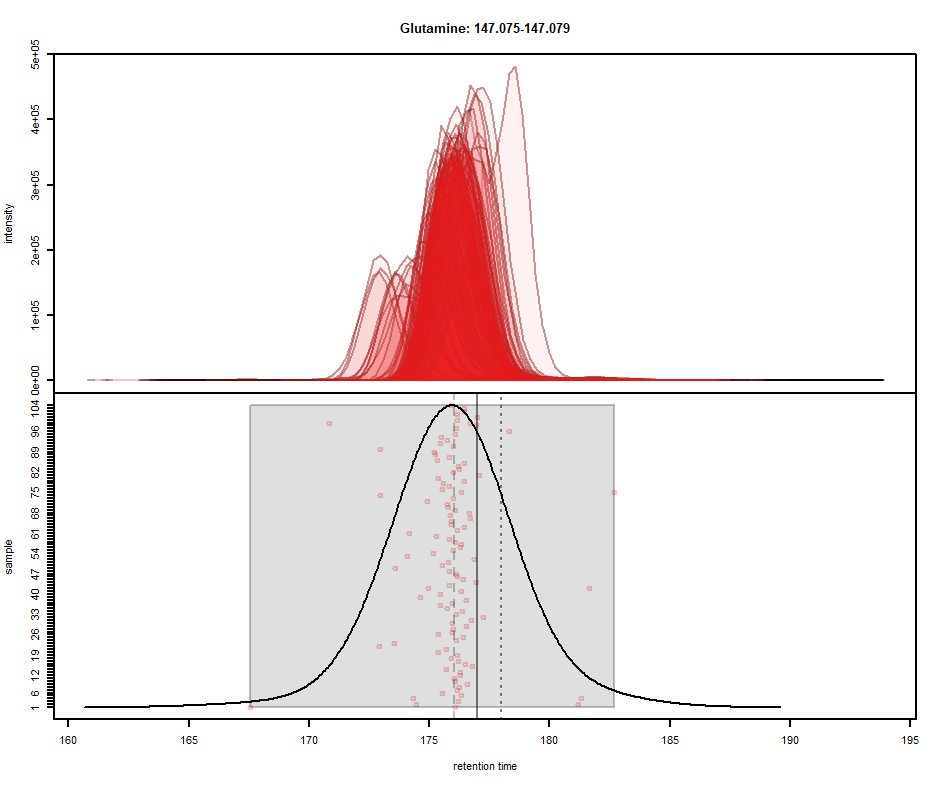 Glutamine: 147.075-147.079
5e+05
4e+05
3e+05
2e+05
1e+05
0e+00
intensity
104
96
89
82
75
68
61
54
47
40
33
26
19
12
6
1
sample
160 165 170 175 180 185 190 195
retention time